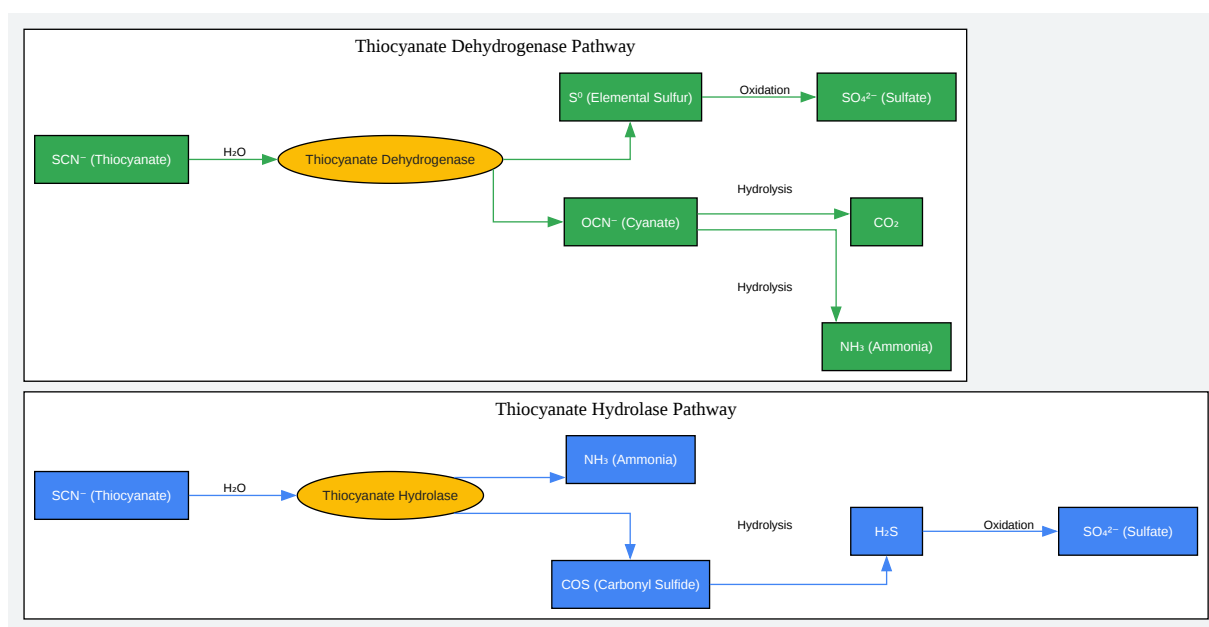 Thiocyanate Dehydrogenase Pathway
S⁰ (Elemental Sulfur)
Oxidation
SO₄²⁻ (Sulfate)
SCN⁻ (Thiocyanate)
H₂O
Thiocyanate Dehydrogenase
Hydrolysis
OCN⁻ (Cyanate)
CO₂
Hydrolysis
NH₃ (Ammonia)
Thiocyanate Hydrolase Pathway
NH₃ (Ammonia)
SCN⁻ (Thiocyanate)
H₂O
Thiocyanate Hydrolase
Hydrolysis
H₂S
Oxidation
SO₄²⁻ (Sulfate)
COS (Carbonyl Sulfide)